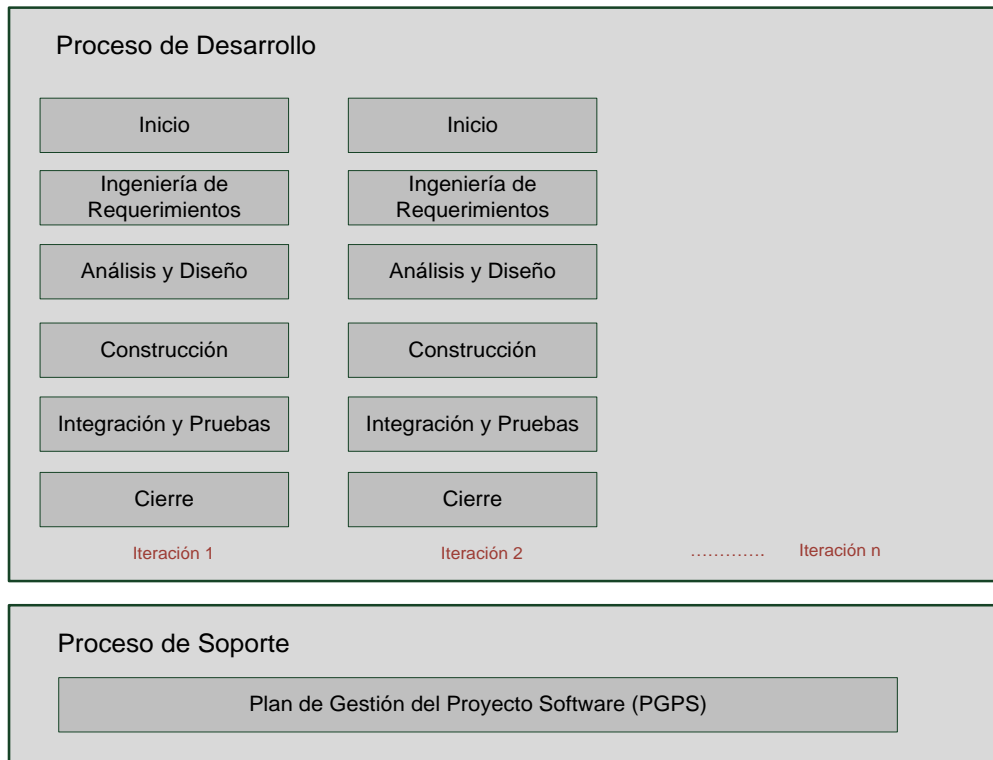 Proceso de Desarrollo
Inicio
Inicio
Ingeniería de
Requerimientos
Ingeniería de
Requerimientos
Análisis y Diseño
Análisis y Diseño
Construcción
Construcción
Integración y Pruebas
Integración y Pruebas
Cierre
Cierre
Iteración 1
Iteración 2
............. Iteración n
Proceso de Soporte
Plan de Gestión del Proyecto Software (PGPS)